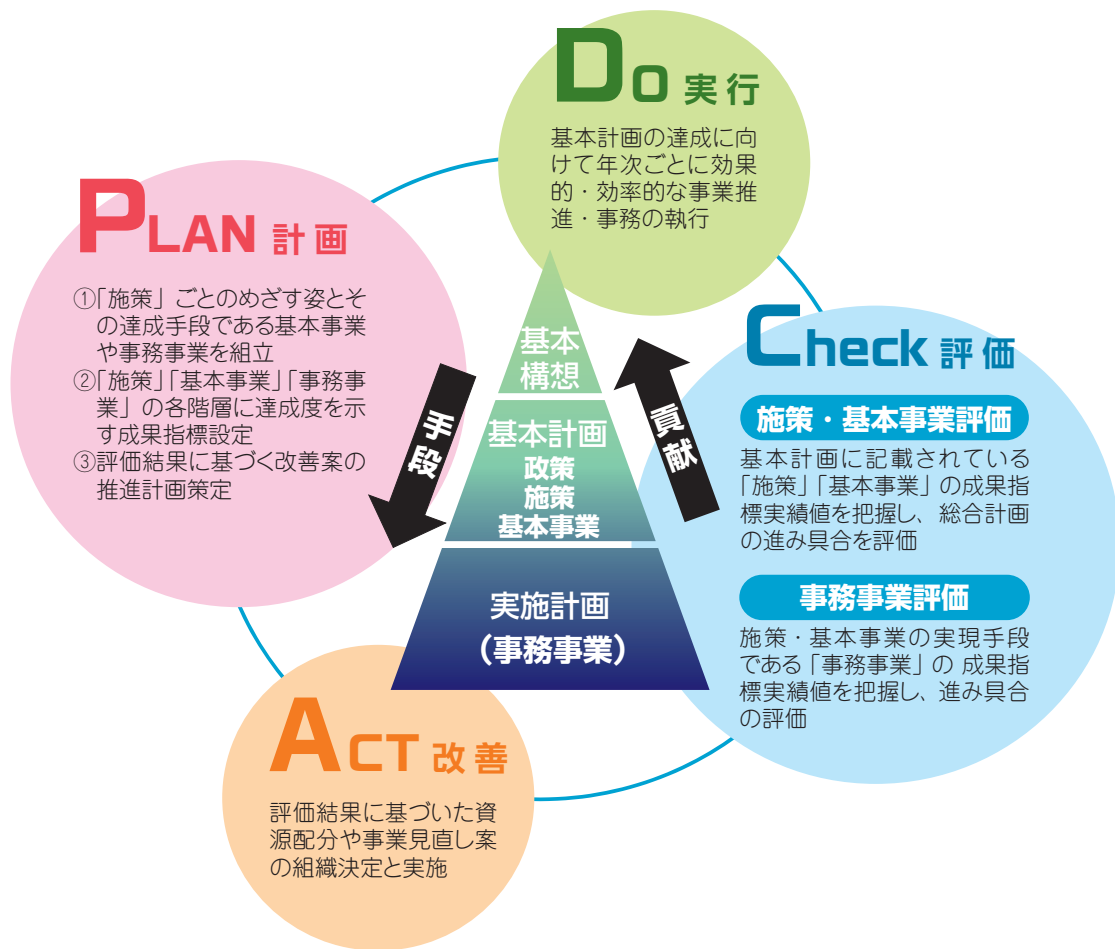 PLAN 計画
①「施策」ごとのめざす姿とそ
の達成手段である基本事業
や事務事業を組立
②「施策」「基本事業」「事務事
業」の各階層に達成度を示
す成果指標設定
③評価結果に基づく改善案の
推進計画策定
Do 実行
基本計画の達成に向
けて年次ごとに効果
的・効率的な事業推
進・事務の執行
Check 評価
施策・基本事業評価
基本計画に記載されている
「施策」「基本事業」の成果指
標実績値を把握し、総合計画
の進み具合を評価
事務事業評価
施策・基本事業の実現手段
である「事務事業」の 成果指
標実績値を把握し、進み具合
の評価
ACT 改善
評価結果に基づいた資
源配分や事業見直し案
の組織決定と実施
手段
基本
構想
基本計画
政策
施策
基本事業
実施計画
（事務事業）
貢献